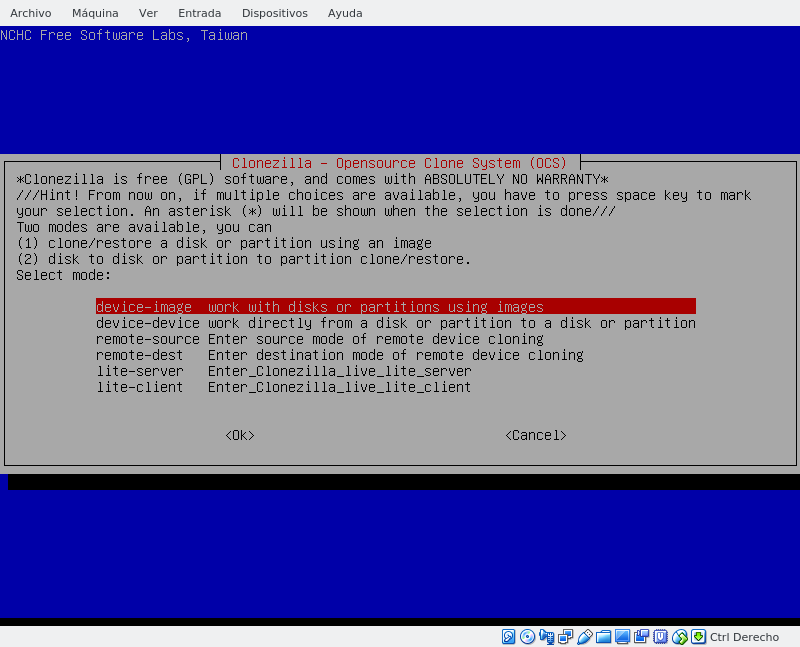 Archivo Máquina Ver Entrada Dispositivos Ayuda
NCHC Free Software Labs, Taiwan
Clonezilla - Opensource Clone System (OCS)
*Clonezilla is free (GPL) software, and comes with ABSOLUTELY NO WARRANTY*
///Hint! From now on, if multiple choices are available, you have to press space key to mark
your selection. An asterisk (*) will be shown when the selection is done///
Two modes are available, you can
(1) clone/restore a disk or partition using an image
(2) disk to disk or partition to partition clone/restore.
Select mode:
device-image work with disks or partitions using images
device-device work directly from a disk or partition to a disk or partition
remote-source Enter source mode of remote device cloning
remote-dest Enter destination mode of remote device cloning
lite-server Enter_Clonezilla_live_lite_server
lite-client Enter_Clonezilla_live_lite_client
<Ok> <Cancel>
Ctrl Derecho